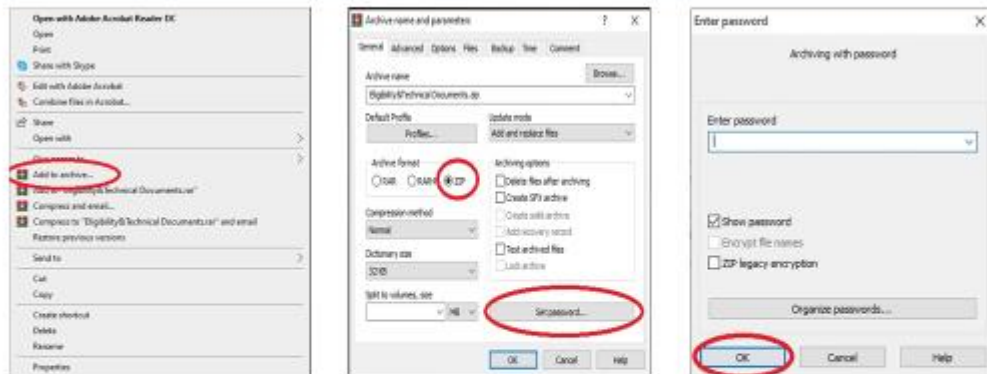 Open with Adobe Acrobat Reader DC
Open
Print
Share with Skype
Edit with Adobe Acrobat
Combine files in Acrobat...
Share
Open with
Add to archive...
Add to "Eligibility&Technical Documents.rar"
Compress and email...
Compress to "Eligibility&Technical Documents.rar" and email
Restore previous versions
Send to
Cut
Copy
Create shortcut
Delete
Rename
Properties
Archive name and parameters
? X
General Advanced Options Files Backup Time Comment
Archive name
Browse...
Eligibility&Technical Documents.zip
Default Profile
Profiles...
Update mode
Add and replace files
Archive format
RAR RAR4 ZIP
Compression method
Normal
Dictionary size
32 KB
Split to volumes, size
MB
Archiving options
Delete files after archiving
Create SFX archive
Create solid archive
Add recovery record
Test archived files
Lock archive
Set password...
OK Cancel Help
Enter password
X
Archiving with password
Enter password
Show password
Encrypt file names
ZIP legacy encryption
Organize passwords...
OK Cancel Help